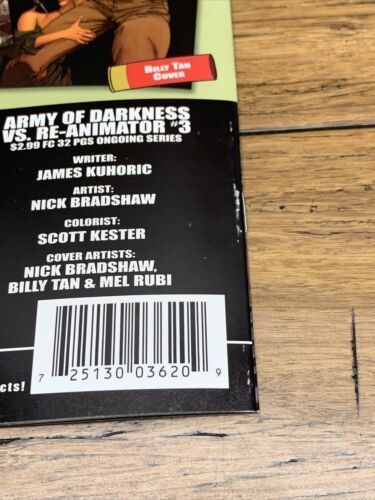 BILLY TAN
COVER
ARMY OF DARKNESS
VS. RE-ANIMATOR #3
$2.99 FC 32 PGS ONGOING SERIES
WRITER:
JAMES KUHORIC
ARTIST:
NICK BRADSHAW
COLORIST:
SCOTT KESTER
COVER ARTISTS:
NICK BRADSHAW,
BILLY TAN & MEL RUBI
7 25130 03620 9
cts!